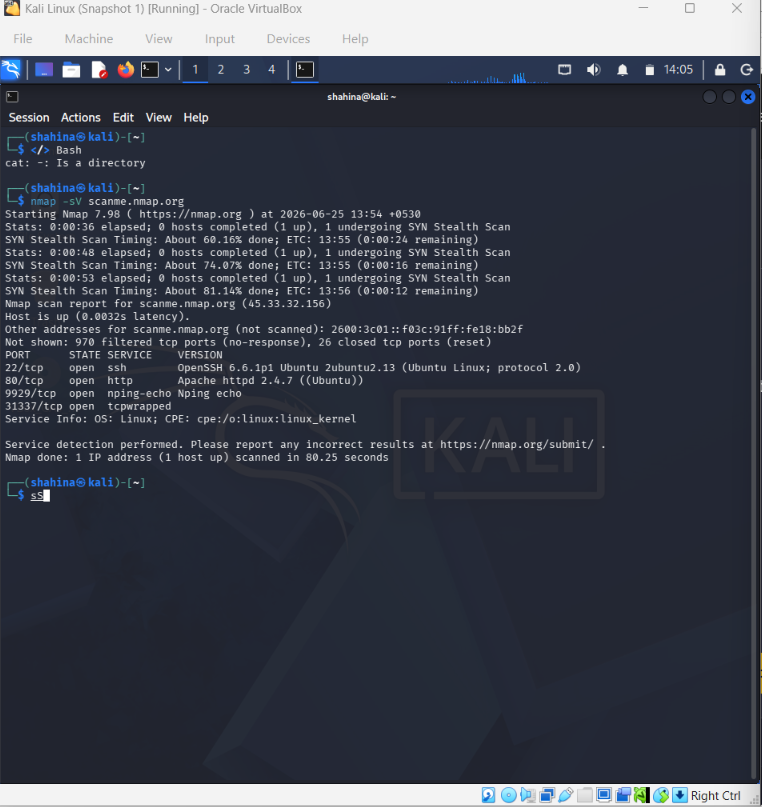 Kali Linux (Snapshot 1) [Running] - Oracle VirtualBox
File Machine View Input Devices Help
1 2 3 4 14:05
shahina@kali: ~
Session Actions Edit View Help
┌──(shahina㉿kali)-[~]
└─$ </> Bash
cat: -: Is a directory
┌──(shahina㉿kali)-[~]
└─$ nmap -sV scanme.nmap.org
Starting Nmap 7.98 ( https://nmap.org ) at 2026-06-25 13:54 +0530
Stats: 0:00:36 elapsed; 0 hosts completed (1 up), 1 undergoing SYN Stealth Scan
SYN Stealth Scan Timing: About 60.16% done; ETC: 13:55 (0:00:24 remaining)
Stats: 0:00:48 elapsed; 0 hosts completed (1 up), 1 undergoing SYN Stealth Scan
SYN Stealth Scan Timing: About 74.07% done; ETC: 13:55 (0:00:16 remaining)
Stats: 0:00:53 elapsed; 0 hosts completed (1 up), 1 undergoing SYN Stealth Scan
SYN Stealth Scan Timing: About 81.14% done; ETC: 13:56 (0:00:12 remaining)
Nmap scan report for scanme.nmap.org (45.33.32.156)
Host is up (0.0032s latency).
Other addresses for scanme.nmap.org (not scanned): 2600:3c01::f03c:91ff:fe18:bb2f
Not shown: 970 filtered tcp ports (no-response), 26 closed tcp ports (reset)
PORT STATE SERVICE VERSION
22/tcp open ssh OpenSSH 6.6.1p1 Ubuntu 2ubuntu2.13 (Ubuntu Linux; protocol 2.0)
80/tcp open http Apache httpd 2.4.7 ((Ubuntu))
9929/tcp open nping-echo Nping echo
31337/tcp open tcpwrapped
Service Info: OS: Linux; CPE: cpe:/o:linux:linux_kernel
Service detection performed. Please report any incorrect results at https://nmap.org/submit/ .
Nmap done: 1 IP address (1 host up) scanned in 80.25 seconds
KALI
┌──(shahina㉿kali)-[~]
└─$ sS
Right Ctrl